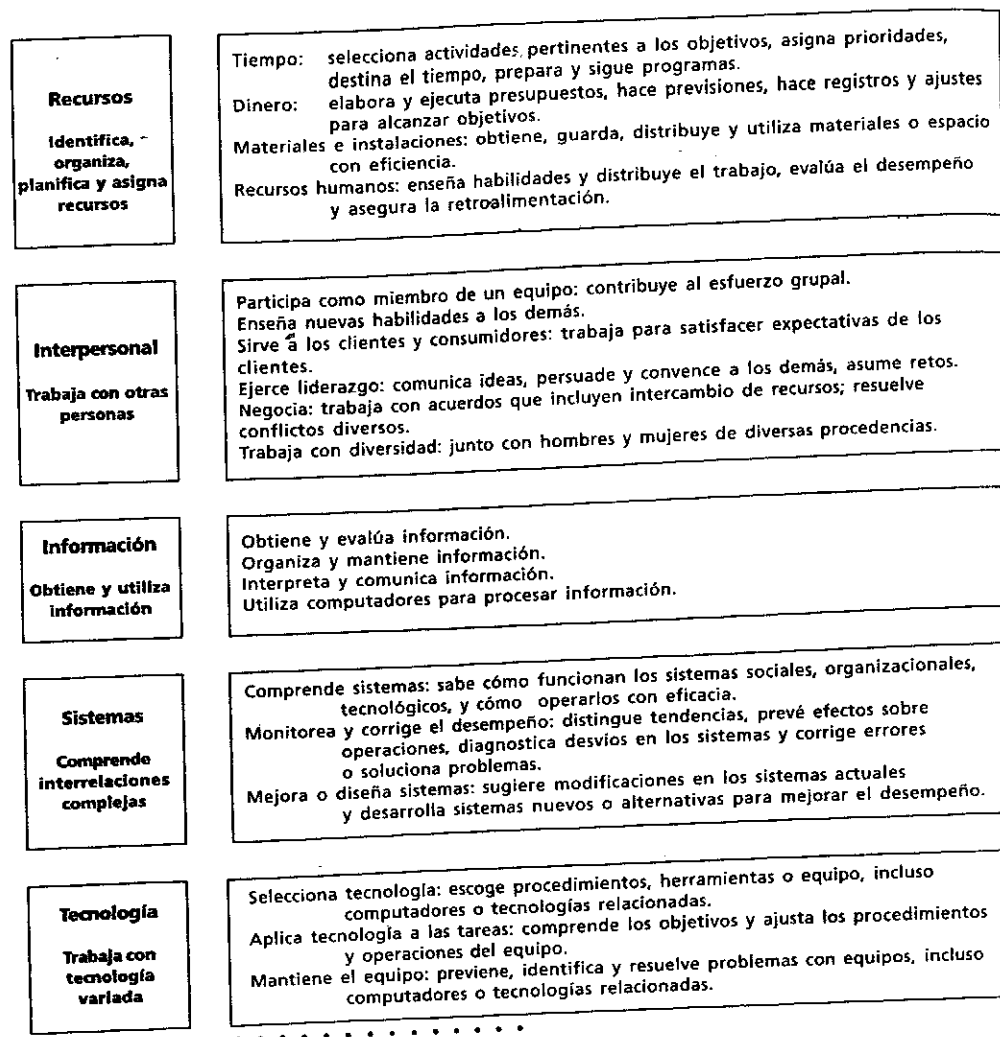 Recursos
Identifica,
organiza,
planifica y asigna
recursos
Tiempo: selecciona actividades pertinentes a los objetivos, asigna prioridades,
destina el tiempo, prepara y sigue programas.
Dinero: elabora y ejecuta presupuestos, hace previsiones, hace registros y ajustes
para alcanzar objetivos.
Materiales e instalaciones: obtiene, guarda, distribuye y utiliza materiales o espacio
con eficiencia.
Recursos humanos: enseña habilidades y distribuye el trabajo, evalúa el desempeño
y asegura la retroalimentación.
Interpersonal
Trabaja con otras
personas
Participa como miembro de un equipo: contribuye al esfuerzo grupal.
Enseña nuevas habilidades a los demás.
Sirve a los clientes y consumidores: trabaja para satisfacer expectativas de los
clientes.
Ejerce liderazgo: comunica ideas, persuade y convence a los demás, asume retos.
Negocia: trabaja con acuerdos que incluyen intercambio de recursos; resuelve
conflictos diversos.
Trabaja con diversidad: junto con hombres y mujeres de diversas procedencias.
Información
Obtiene y utiliza
información
Obtiene y evalúa información.
Organiza y mantiene información.
Interpreta y comunica información.
Utiliza computadores para procesar información.
Sistemas
Comprende
interrelaciones
complejas
Comprende sistemas: sabe cómo funcionan los sistemas sociales, organizacionales,
tecnológicos, y cómo operarlos con eficacia.
Monitorea y corrige el desempeño: distingue tendencias, prevé efectos sobre
operaciones, diagnostica desvíos en los sistemas y corrige errores
o soluciona problemas.
Mejora o diseña sistemas: sugiere modificaciones en los sistemas actuales
y desarrolla sistemas nuevos o alternativas para mejorar el desempeño.
Tecnología
Trabaja con
tecnología
variada
Selecciona tecnología: escoge procedimientos, herramientas o equipo, incluso
computadores o tecnologías relacionadas.
Aplica tecnología a las tareas: comprende los objetivos y ajusta los procedimientos
y operaciones del equipo.
Mantiene el equipo: previene, identifica y resuelve problemas con equipos, incluso
computadores o tecnologías relacionadas.